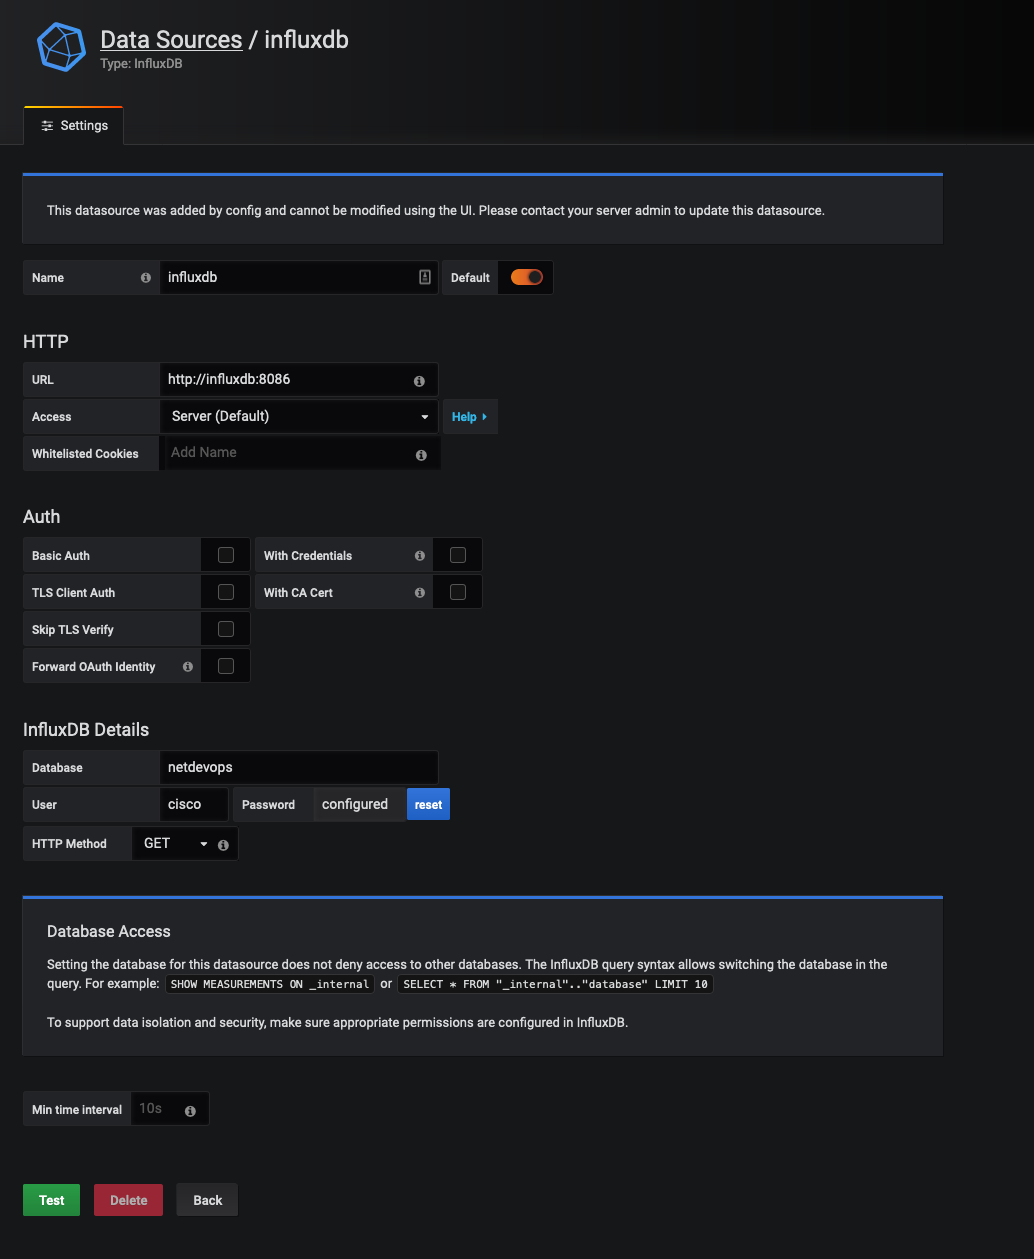 Data Sources / influxdb
Type: InfluxDB
Settings
This datasource was added by config and cannot be modified using the UI. Please contact your server admin to update this datasource.
Name influxdb Default
HTTP
URL http://influxdb:8086
Access Server (Default) Help
Whitelisted Cookies Add Name
Auth
Basic Auth With Credentials
TLS Client Auth With CA Cert
Skip TLS Verify
Forward OAuth Identity
InfluxDB Details
Database netdevops
User cisco Password configured reset
HTTP Method GET
Database Access
Setting the database for this datasource does not deny access to other databases. The InfluxDB query syntax allows switching the database in the
query. For example: SHOW MEASUREMENTS ON _internal or SELECT * FROM "_internal".."database" LIMIT 10
To support data isolation and security, make sure appropriate permissions are configured in InfluxDB.
Min time interval 10s
Test Delete Back